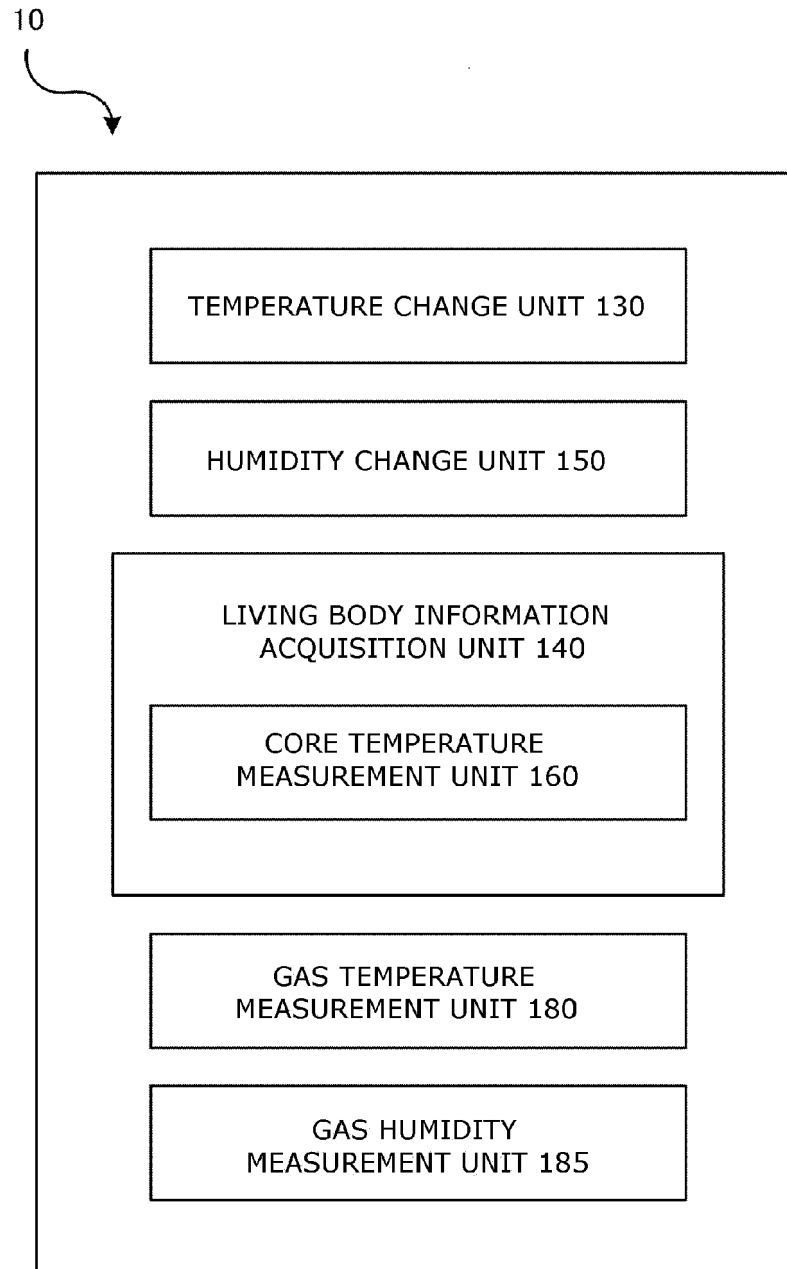 10
TEMPERATURE CHANGE UNIT 130
HUMIDITY CHANGE UNIT 150
LIVING BODY INFORMATION
ACQUISITION UNIT 140
CORE TEMPERATURE
MEASUREMENT UNIT 160
GAS TEMPERATURE
MEASUREMENT UNIT 180
GAS HUMIDITY
MEASUREMENT UNIT 185